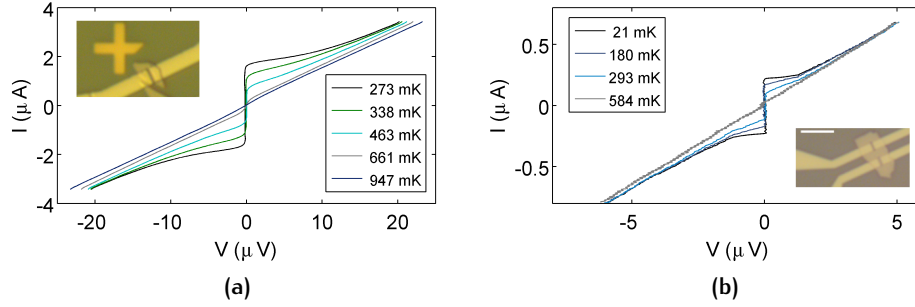 4
2
0
-2
-4
I (μ A)
-20
-10
0
10
20
V (μ V)
273 mK
338 mK
463 mK
661 mK
947 mK
(a)
0.5
0
-0.5
I (μ A)
-5
0
5
V (μ V)
21 mK
180 mK
293 mK
584 mK
(b)